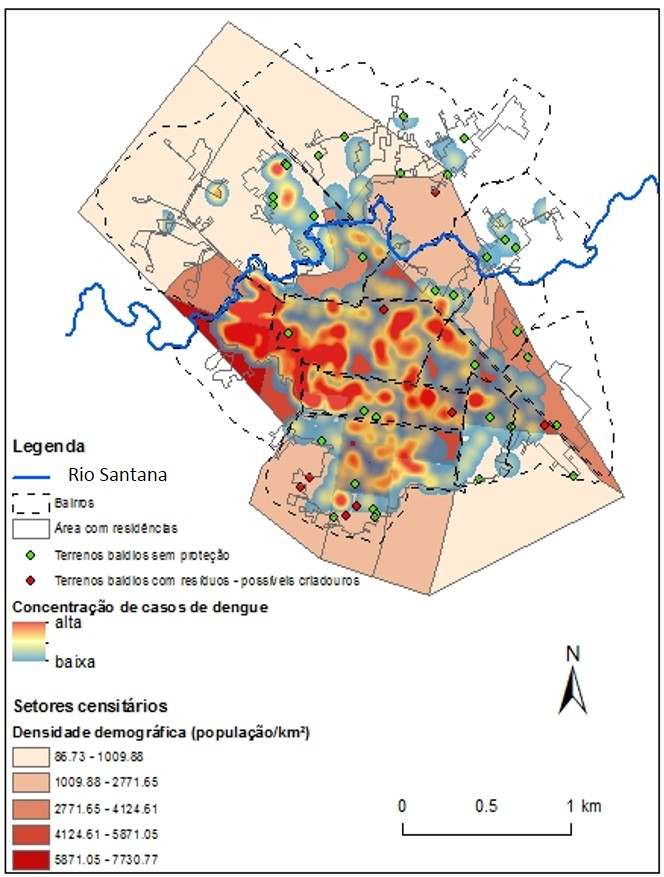 N
0 0.5 1 km
Legenda
Rio Santana
Bairros
Área com residências
Terrenos baldios sem proteção
Terrenos baldios com resíduos - possíveis criadouros
Concentração de casos de dengue
alta
baixa
Setores censitários
Densidade demográfica (população/km²)
86.73 - 1009.88
1009.88 - 2771.65
2771.65 - 4124.61
4124.61 - 5871.05
5871.05 - 7730.77